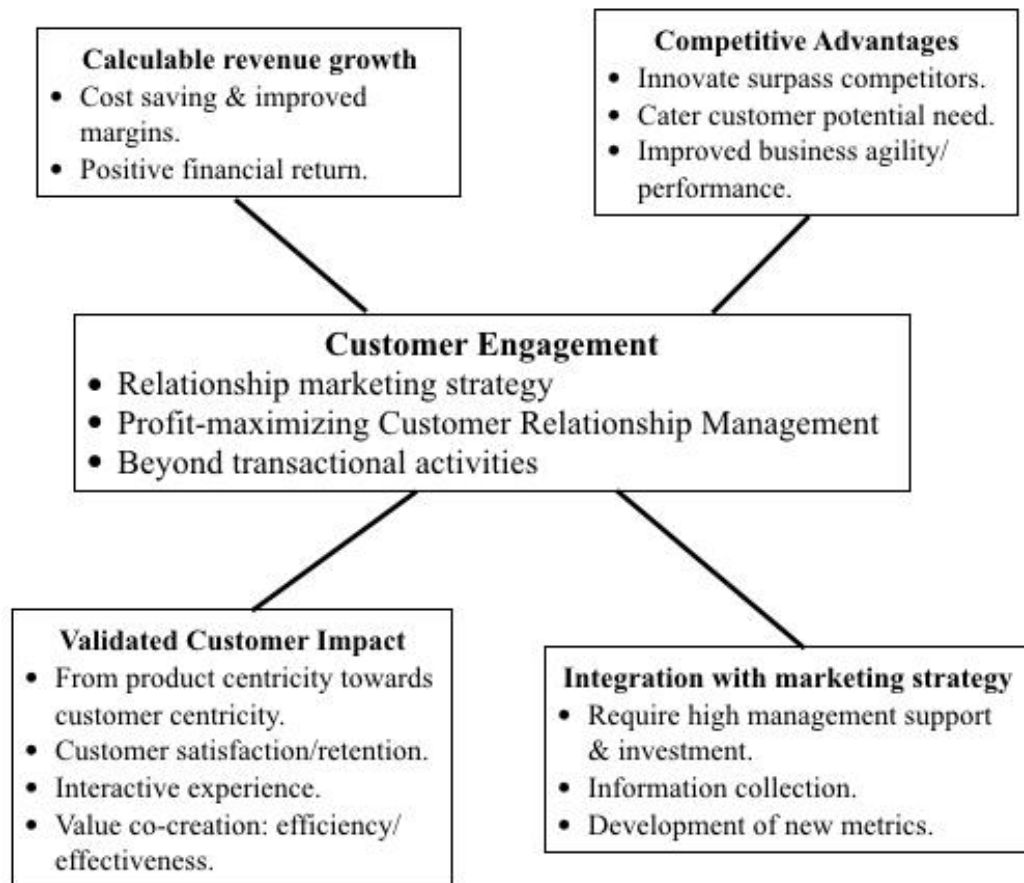 Calculable revenue growth
• Cost saving & improved
margins.
• Positive financial return.
Competitive Advantages
• Innovate surpass competitors.
• Cater customer potential need.
• Improved business agility/
performance.
Customer Engagement
• Relationship marketing strategy
• Profit-maximizing Customer Relationship Management
• Beyond transactional activities
Validated Customer Impact
• From product centricity towards
customer centricity.
• Customer satisfaction/retention.
• Interactive experience.
• Value co-creation: efficiency/
effectiveness.
Integration with marketing strategy
• Require high management support
& investment.
• Information collection.
• Development of new metrics.